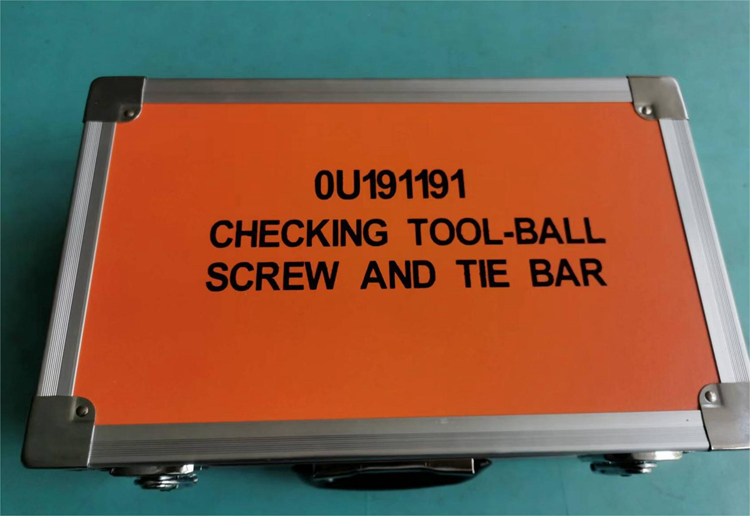 0U191191
CHECKING TOOL-BALL
SCREW AND TIE BAR